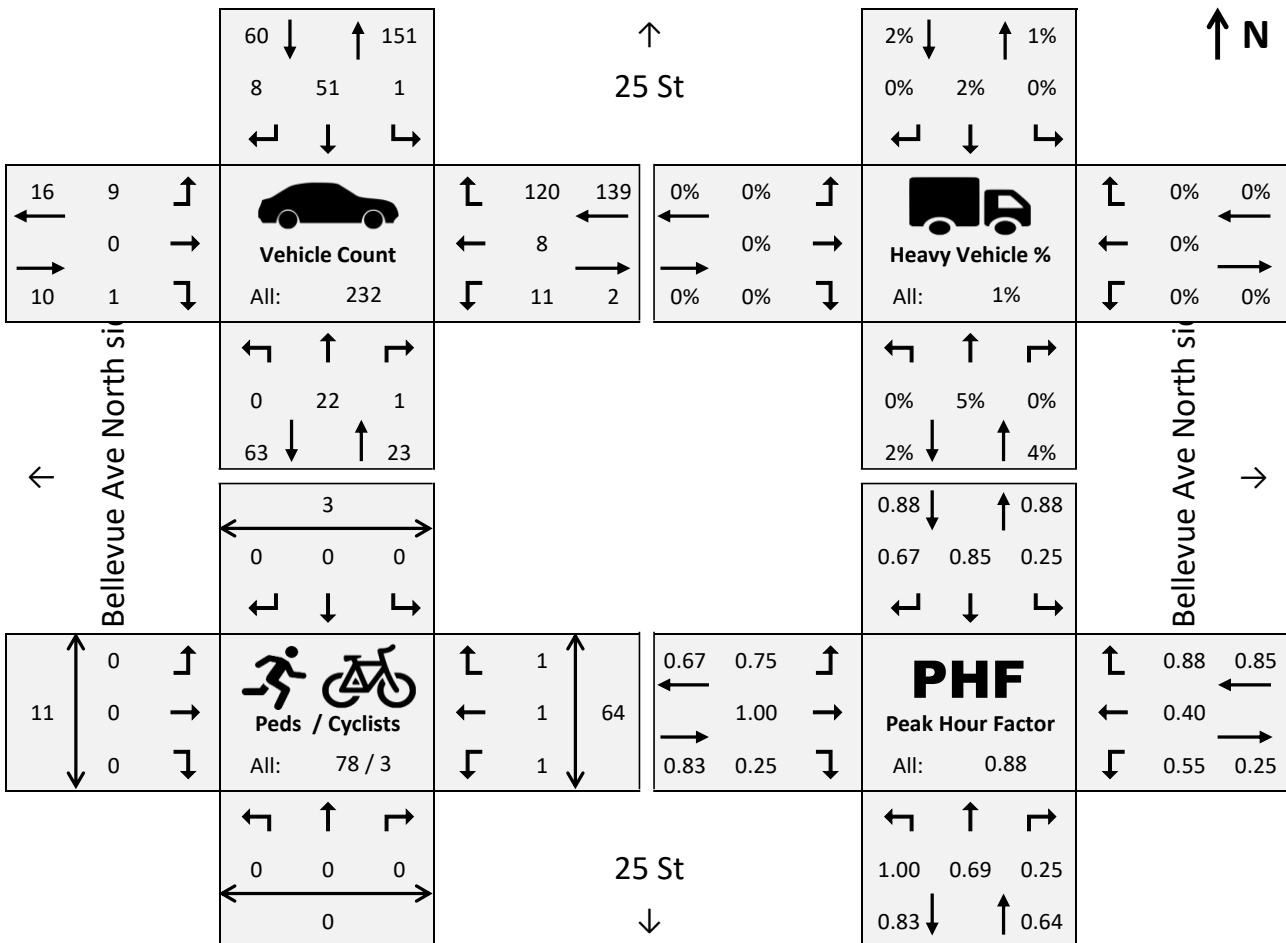 60 151
2% 1%
N
25 St
8 51 1
0% 2% 0%
16 9
120 139
0% 0%
0% 0%
0
Vehicle Count
8
0%
Heavy Vehicle %
0%
10 1
All: 232
11 2
0% 0%
All: 1%
0% 0%
0 22 1
0% 5% 0%
63 23
2% 4%
Bellevue Ave North
Bellevue Ave North
3
0.88 0.88
0 0 0
0.67 0.85 0.25
0
1
0.67 0.75
PHF
0.88 0.85
11 0
Peds / Cyclists
1 64
1.00
Peak Hour Factor
0.40
0
All: 78 / 3
1
0.83 0.25
All: 0.88
0.55 0.25
0 0 0
25 St
1.00 0.69 0.25
0
0.83 0.64